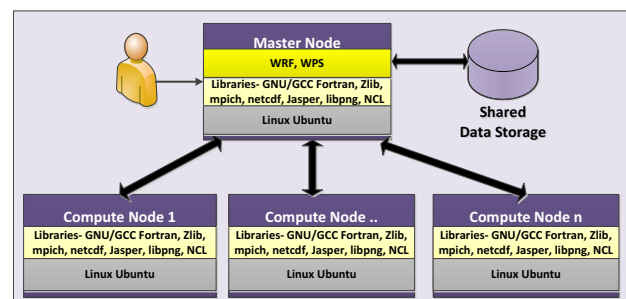 Master Node
WRF, WPS
Libraries- GNU/GCC Fortran, Zlib,
mpich, netcdf, Jasper, libpng, NCL
Linux Ubuntu
Shared
Data Storage
Compute Node 1
Libraries- GNU/GCC Fortran, Zlib,
mpich, netcdf, Jasper, libpng, NCL
Linux Ubuntu
Compute Node ..
Libraries- GNU/GCC Fortran, Zlib,
mpich, netcdf, Jasper, libpng, NCL
Linux Ubuntu
Compute Node n
Libraries- GNU/GCC Fortran, Zlib,
mpich, netcdf, Jasper, libpng, NCL
Linux Ubuntu